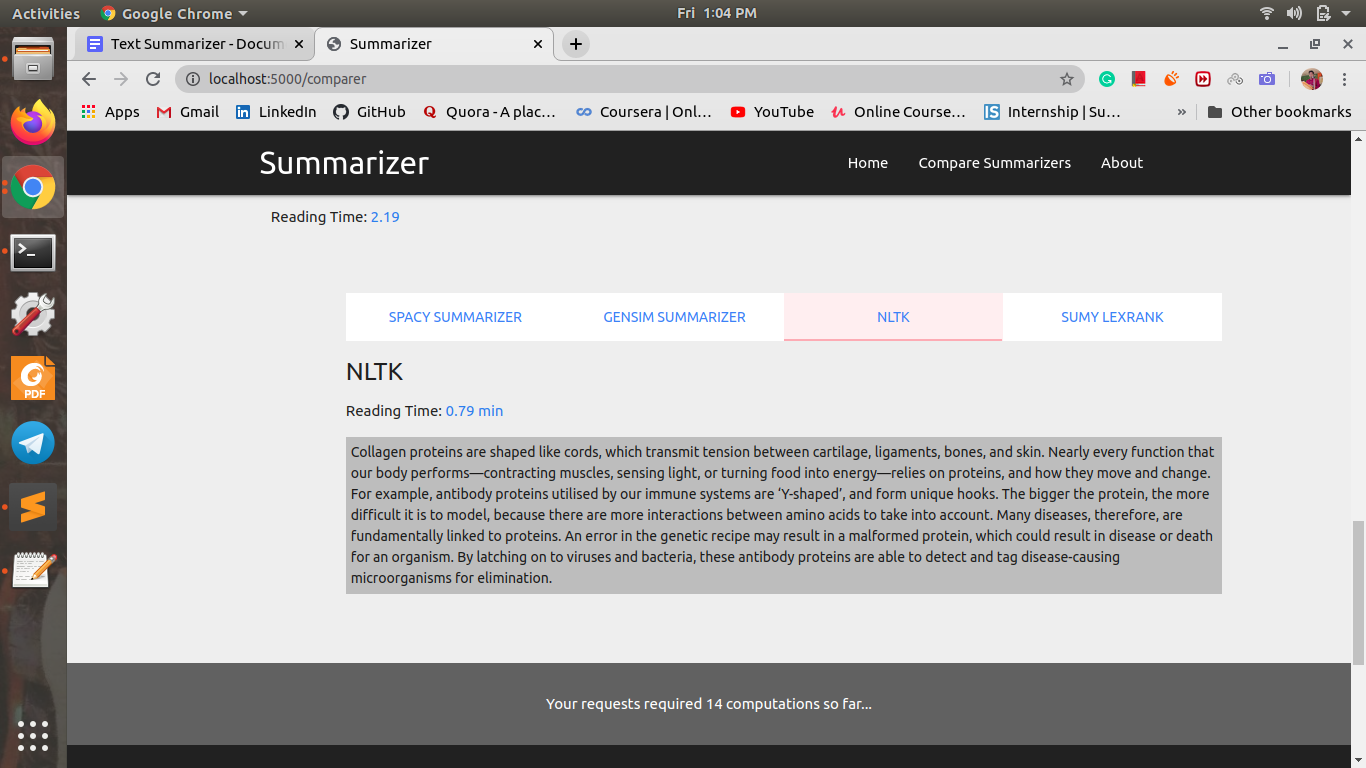 Activities Google Chrome Fri 1:04 PM
Text Summarizer - Docum Summarizer
localhost:5000/comparer
Apps Gmail LinkedIn GitHub Quora - A plac... Coursera | Onl... YouTube Online Course... Internship | Su... » Other bookmarks
Summarizer Home Compare Summarizers About
Reading Time: 2.19
SPACY SUMMARIZER GENSIM SUMMARIZER NLTK SUMY LEXRANK
NLTK
Reading Time: 0.79 min
Collagen proteins are shaped like cords, which transmit tension between cartilage, ligaments, bones, and skin. Nearly every function that
our body performs—contracting muscles, sensing light, or turning food into energy—relies on proteins, and how they move and change.
For example, antibody proteins utilised by our immune systems are ‘Y-shaped’, and form unique hooks. The bigger the protein, the more
difficult it is to model, because there are more interactions between amino acids to take into account. Many diseases, therefore, are
fundamentally linked to proteins. An error in the genetic recipe may result in a malformed protein, which could result in disease or death
for an organism. By latching on to viruses and bacteria, these antibody proteins are able to detect and tag disease-causing
microorganisms for elimination.
Your requests required 14 computations so far...
PDF